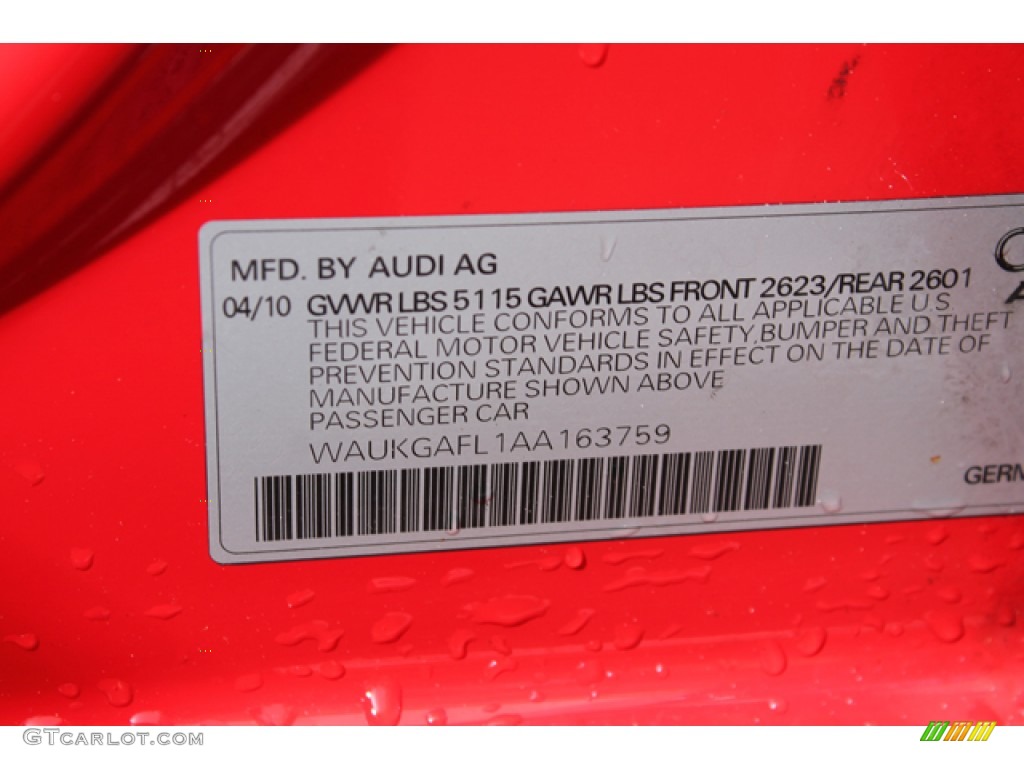 MFD. BY AUDI AG
04/10 GVWR LBS 5115 GAWR LBS FRONT 2623/REAR 2601
THIS VEHICLE CONFORMS TO ALL APPLICABLE U.S.
FEDERAL MOTOR VEHICLE SAFETY, BUMPER AND THEFT
PREVENTION STANDARDS IN EFFECT ON THE DATE OF
MANUFACTURE SHOWN ABOVE
PASSENGER CAR
WAUKGAFL1AA163759
GERM
GTCARLOT.COM